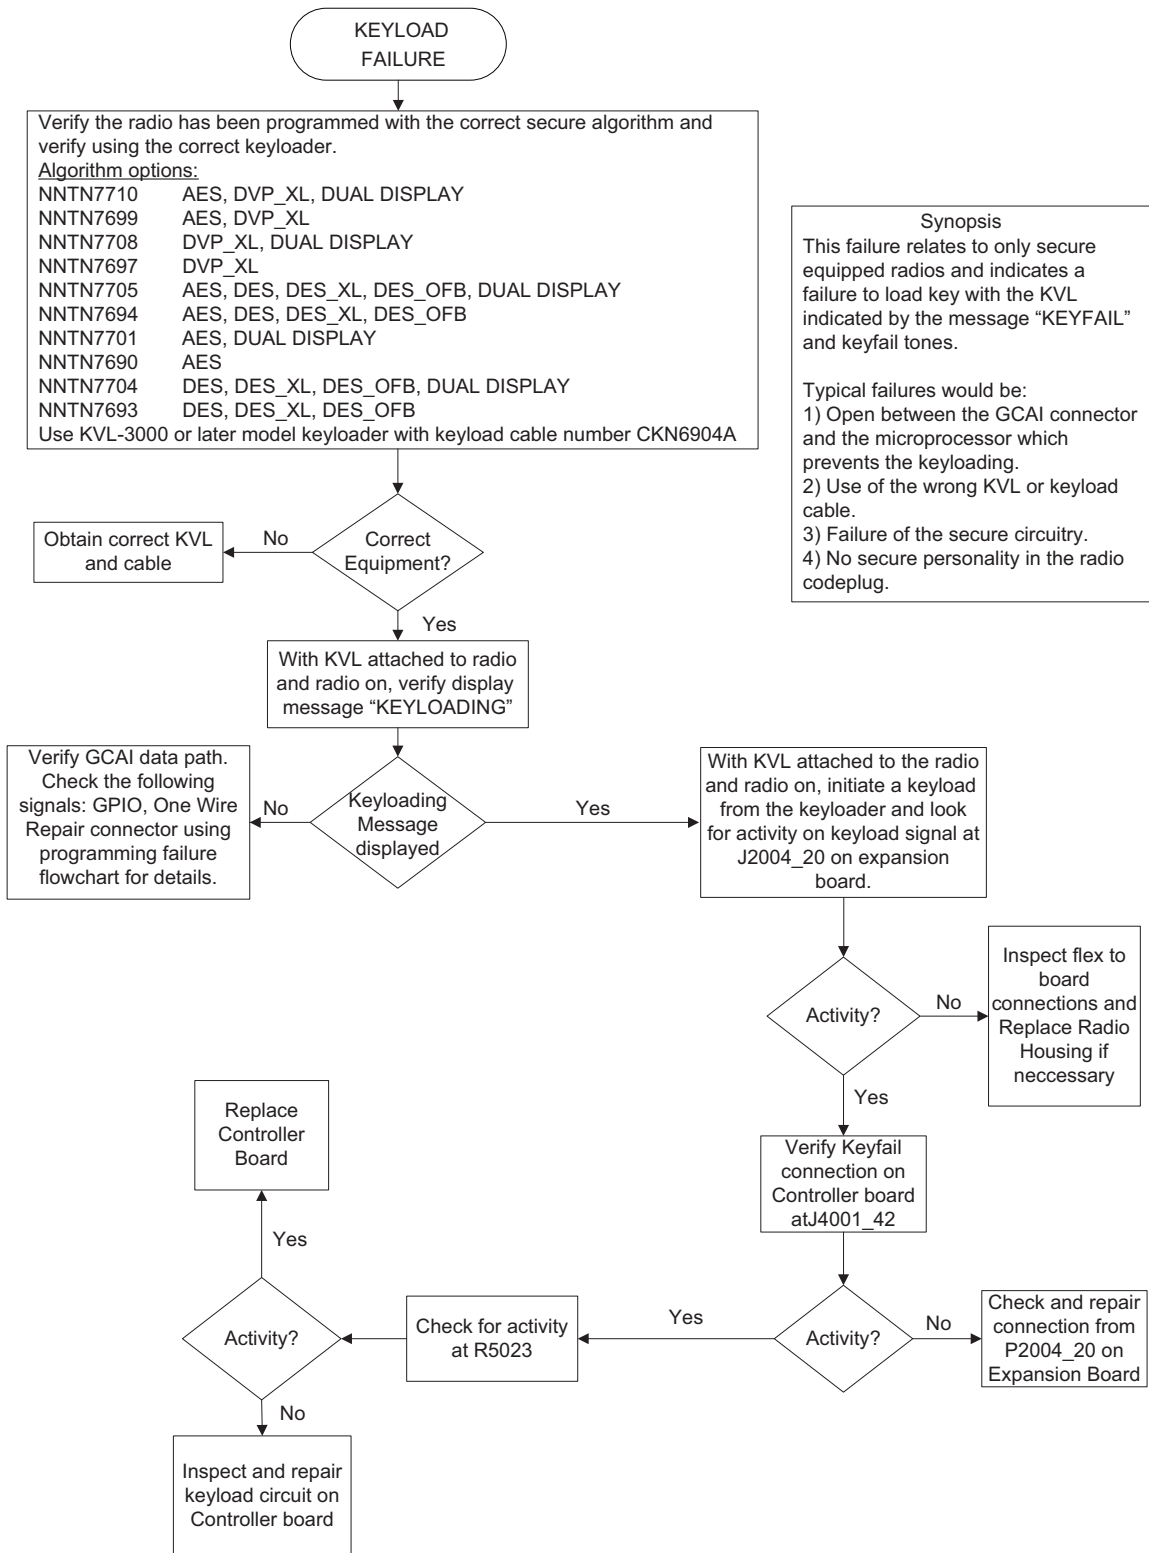 KEYLOAD
FAILURE
Verify the radio has been programmed with the correct secure algorithm and
verify using the correct keyloader.
Algorithm options:
NNTN7710 AES, DVP_XL, DUAL DISPLAY
NNTN7699 AES, DVP_XL
NNTN7708 DVP_XL, DUAL DISPLAY
NNTN7697 DVP_XL
NNTN7705 AES, DES, DES_XL, DES_OFB, DUAL DISPLAY
NNTN7694 AES, DES, DES_XL, DES_OFB
NNTN7701 AES, DUAL DISPLAY
NNTN7690 AES
NNTN7704 DES, DES_XL, DES_OFB, DUAL DISPLAY
NNTN7693 DES, DES_XL, DES_OFB
Use KVL-3000 or later model keyloader with keyload cable number CKN6904A
Synopsis
This failure relates to only secure
equipped radios and indicates a
failure to load key with the KVL
indicated by the message “KEYFAIL”
and keyfail tones.
Typical failures would be:
1) Open between the GCAI connector
and the microprocessor which
prevents the keyloading.
2) Use of the wrong KVL or keyload
cable.
3) Failure of the secure circuitry.
4) No secure personality in the radio
codeplug.
Correct
Equipment?
No
Obtain correct KVL
and cable
Yes
With KVL attached to radio
and radio on, verify display
message “KEYLOADING”
Keyloading
Message
displayed
No
Verify GCAI data path.
Check the following
signals: GPIO, One Wire
Repair connector using
programming failure
flowchart for details.
Yes
With KVL attached to the radio
and radio on, initiate a keyload
from the keyloader and look
for activity on keyload signal at
J2004_20 on expansion
board.
Activity?
No
Inspect flex to
board
connections and
Replace Radio
Housing if
neccessary
Yes
Verify Keyfail
connection on
Controller board
atJ4001_42
Activity?
No
Check and repair
connection from
P2004_20 on
Expansion Board
Yes
Check for activity
at R5023
Activity?
Yes
Replace
Controller
Board
No
Inspect and repair
keyload circuit on
Controller board